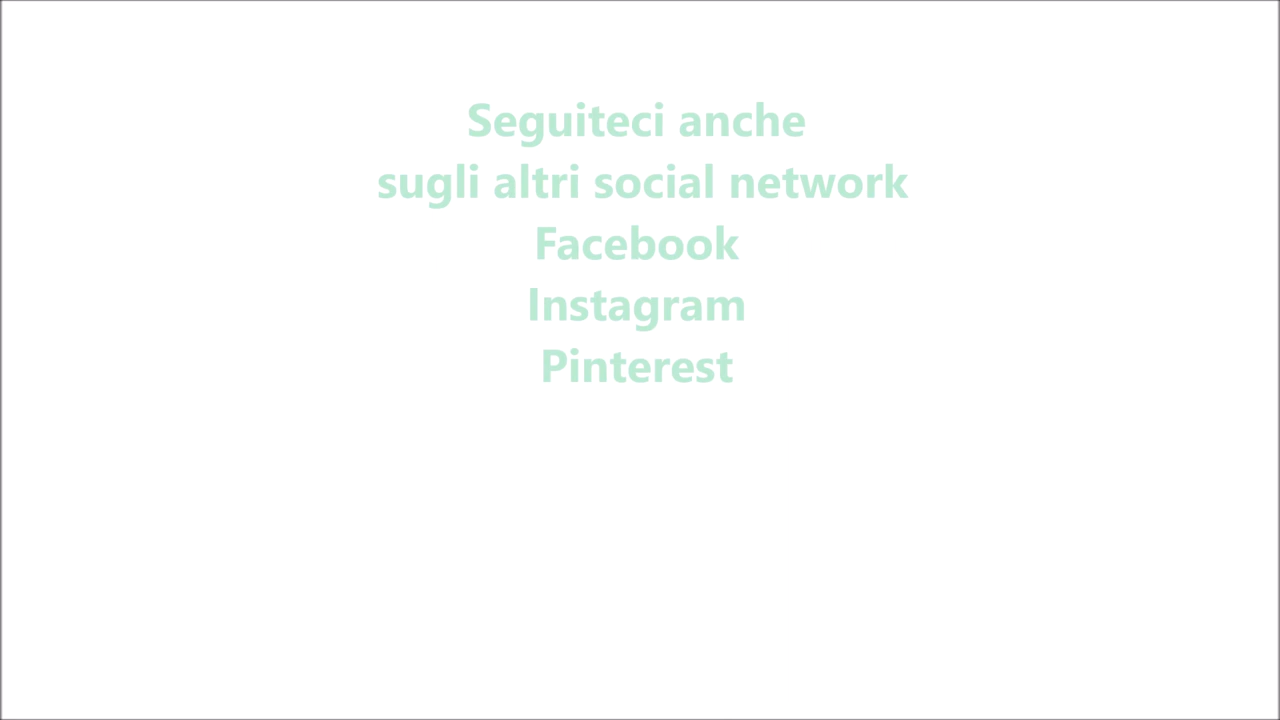 Seguiteci anche
sugli altri social network
Facebook
Instagram
Pinterest